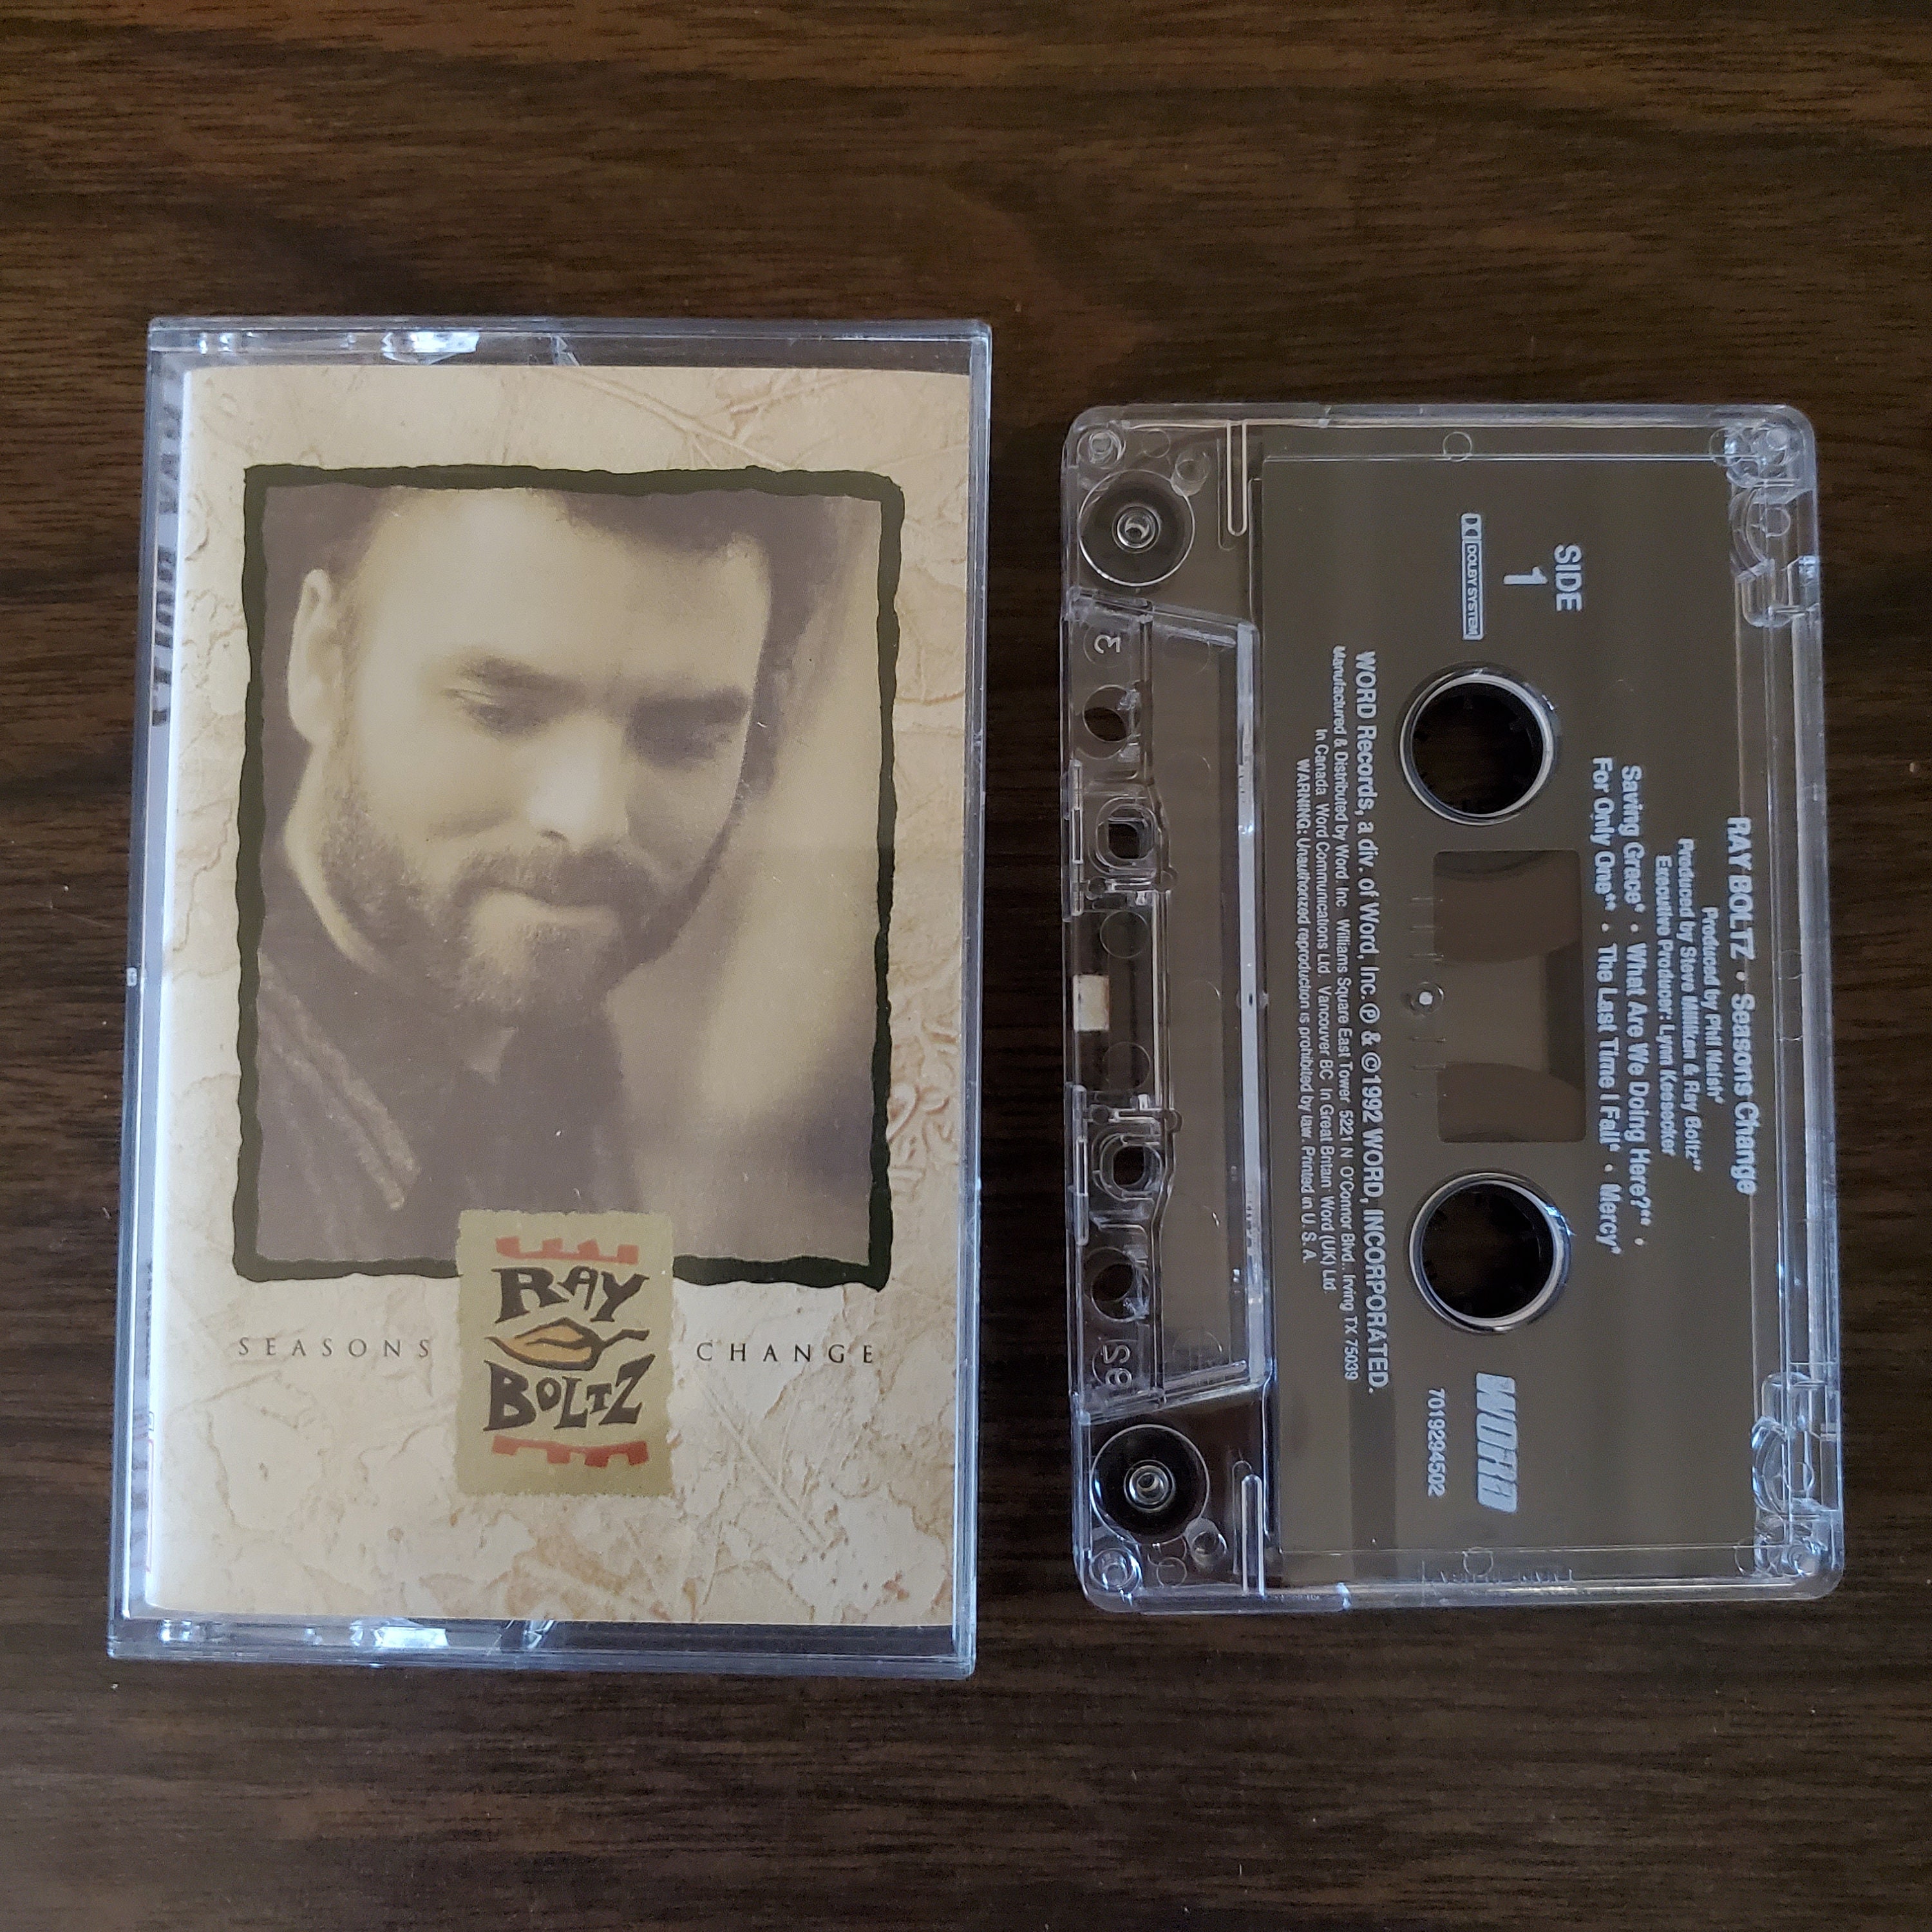 SEASONS
RAY
BOLTZ
CHANGE
RAY BOLTZ • Seasons Change
Produced by Phil Naish*
Produced by Steve Millikan & Ray Boltz**
Executive Producer: Lynn Keesecker
Saving Grace* • What Are We Doing Here?** •
For Only One** • The Last Time I Fall* • Mercy*
SIDE
1
DOLBY SYSTEM
WORD
7019294502
WORD Records, a div. of Word, Inc. ℗ & ©1992 WORD, INCORPORATED.
Manufactured & Distributed by Word, Inc. Williams Square East Tower 5221 N O'Connor Blvd. Irving TX 75039
In Canada Word Communications Ltd Vancouver BC In Great Britain Word (UK) Ltd
WARNING: Unauthorized reproduction is prohibited by law. Printed in U.S.A.
3